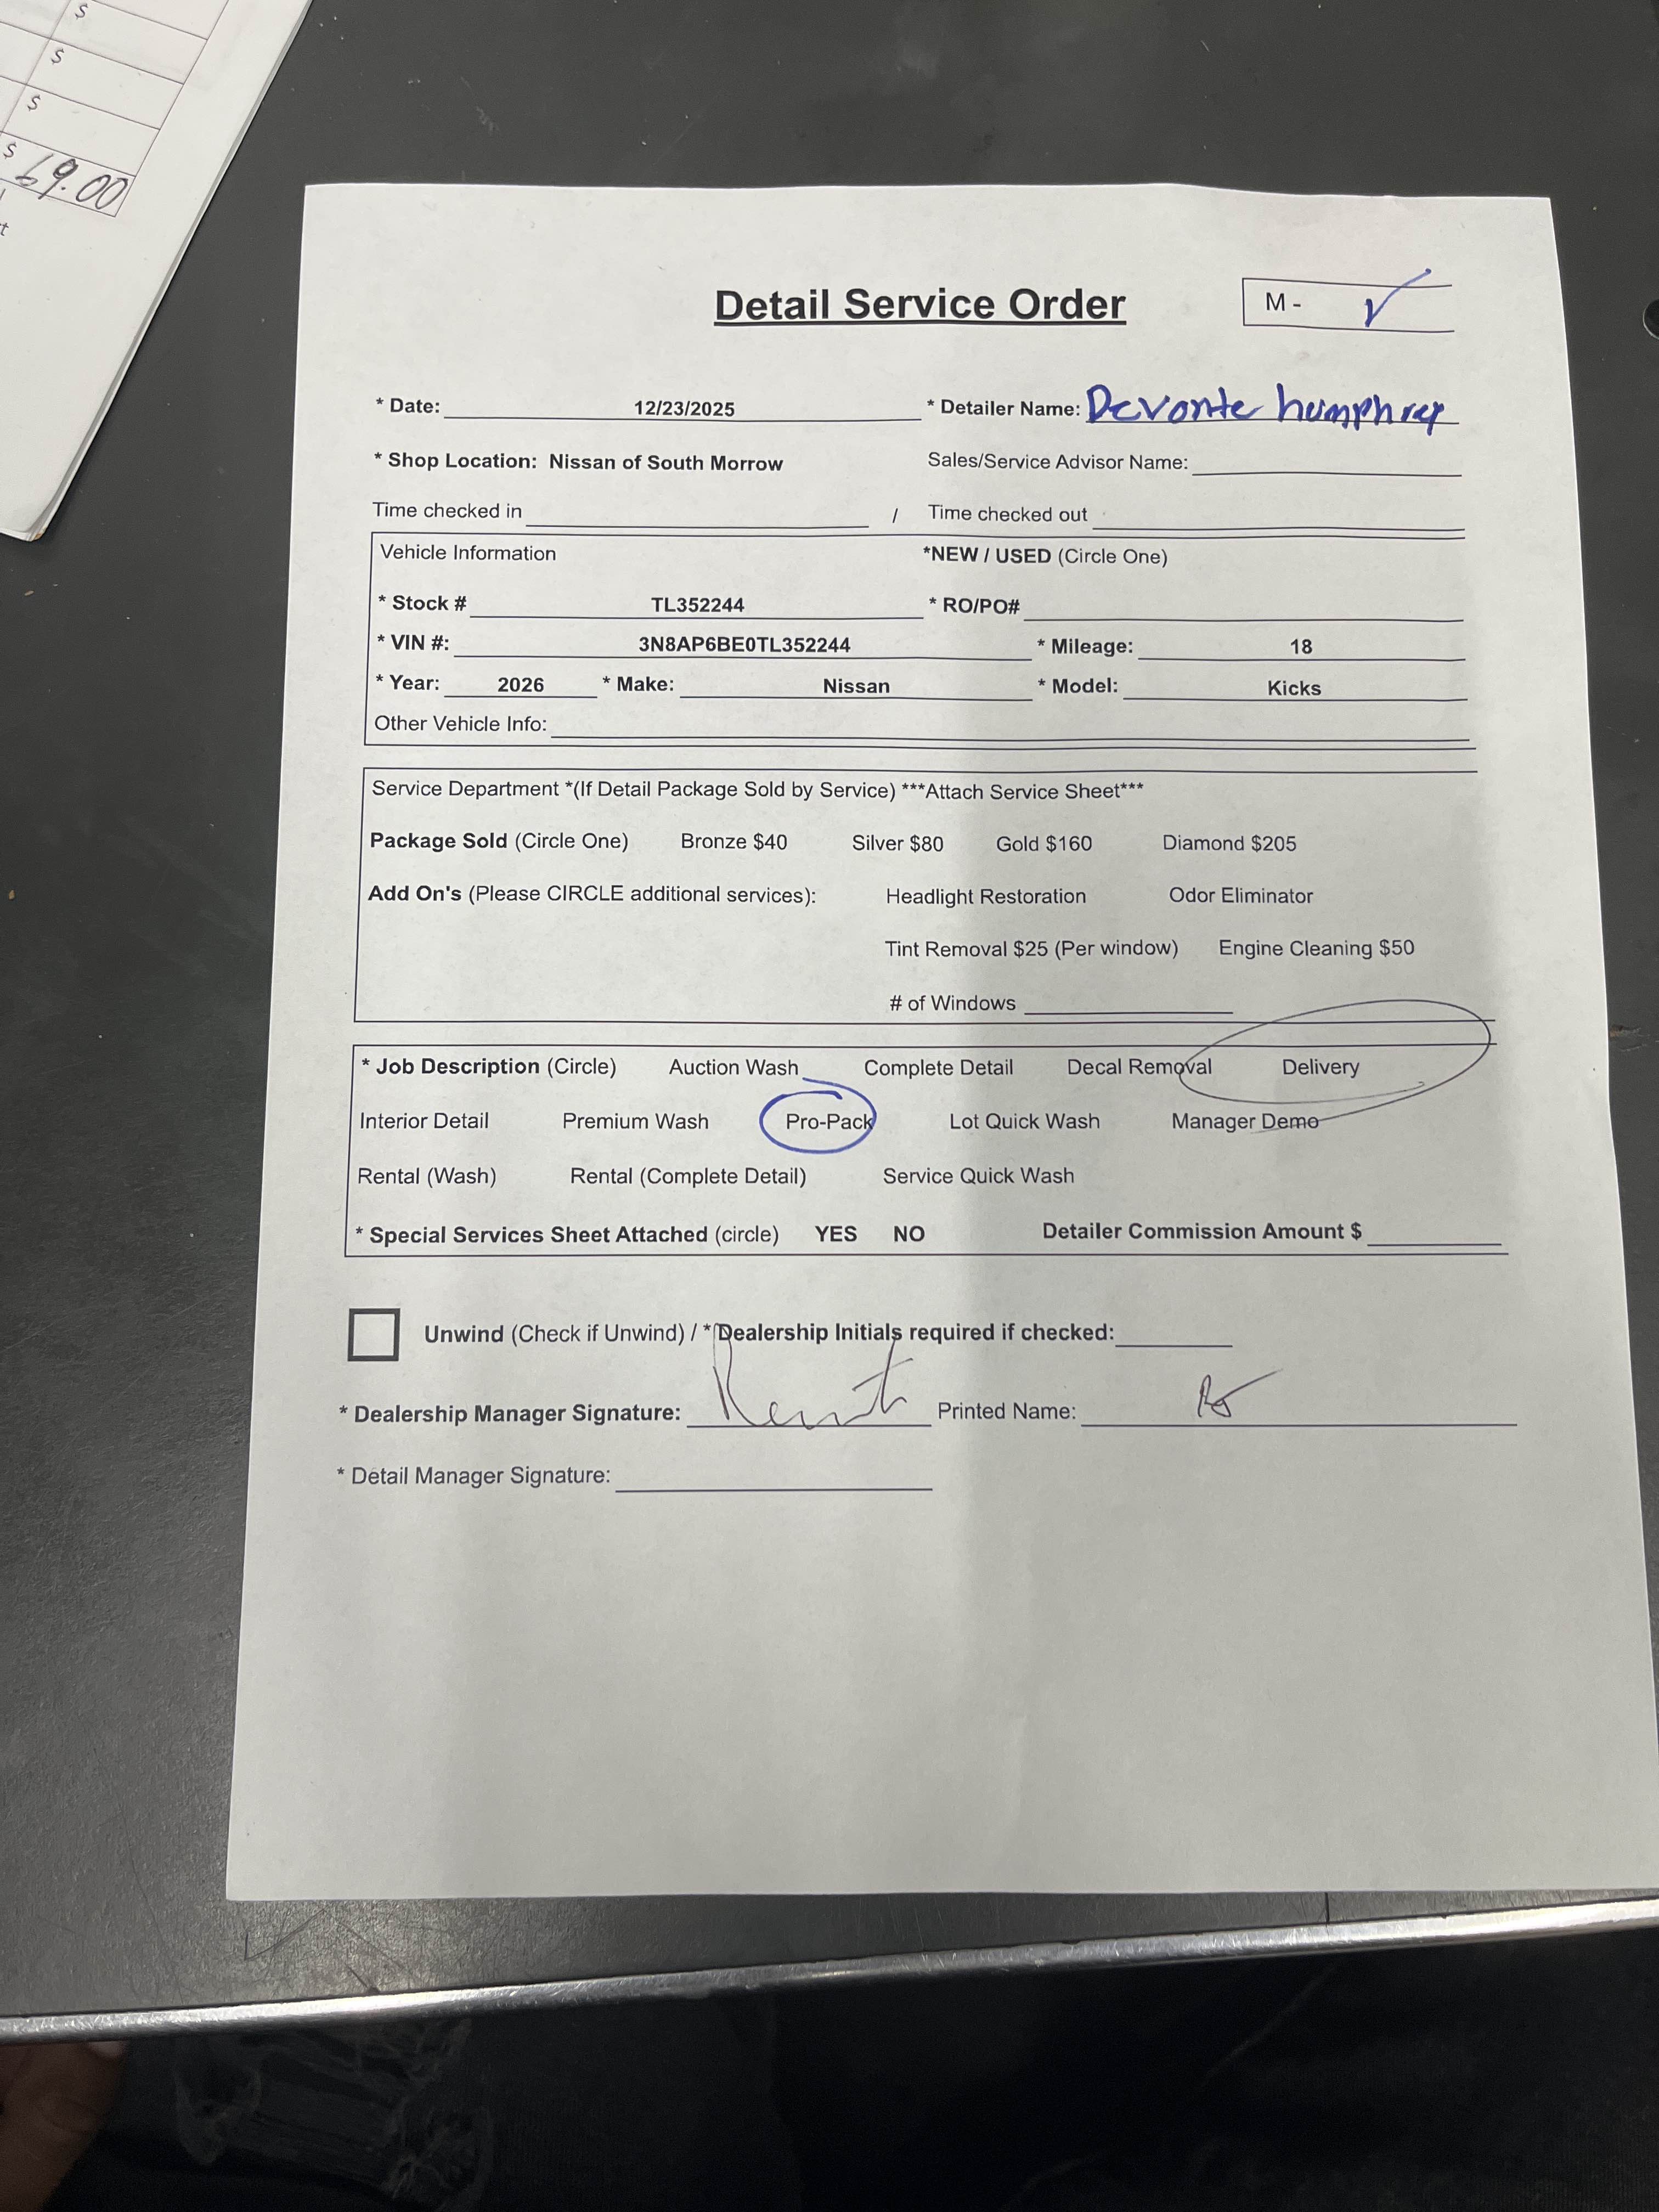 $
$
$
$ 69.00
t
Detail Service Order
M - ✓
* Date: 12/23/2025 * Detailer Name: Devonte humphrey
* Shop Location: Nissan of South Morrow Sales/Service Advisor Name:
Time checked in / Time checked out
Vehicle Information *NEW / USED (Circle One)
* Stock # TL352244 * RO/PO#
* VIN #: 3N8AP6BE0TL352244 * Mileage: 18
* Year: 2026 * Make: Nissan * Model: Kicks
Other Vehicle Info:
Service Department *(If Detail Package Sold by Service) ***Attach Service Sheet***
Package Sold (Circle One) Bronze $40 Silver $80 Gold $160 Diamond $205
Add On's (Please CIRCLE additional services): Headlight Restoration Odor Eliminator
Tint Removal $25 (Per window) Engine Cleaning $50
# of Windows
* Job Description (Circle) Auction Wash Complete Detail Decal Removal Delivery
Interior Detail Premium Wash Pro-Pack Lot Quick Wash Manager Demo
Rental (Wash) Rental (Complete Detail) Service Quick Wash
* Special Services Sheet Attached (circle) YES NO Detailer Commission Amount $
Unwind (Check if Unwind) / *Dealership Initials required if checked:
* Dealership Manager Signature: Printed Name:
* Detail Manager Signature: